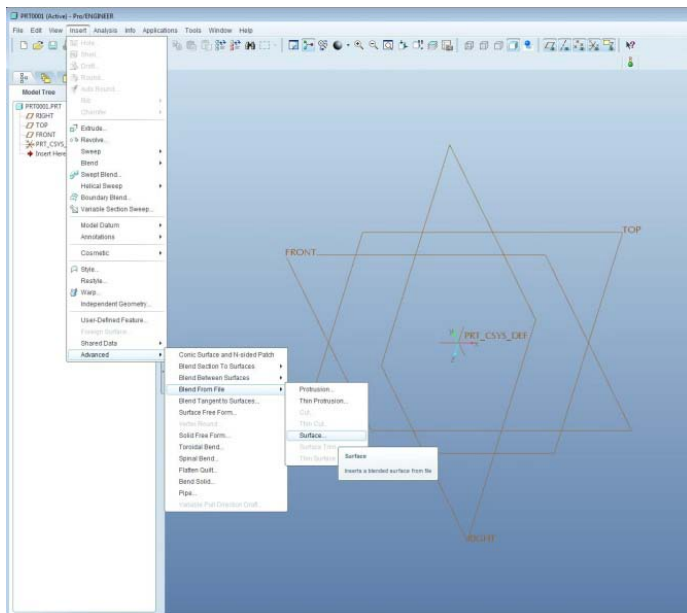 PRT0001 (Active) - Pro/ENGINEER
File Edit View Insert Analysis Info Applications Tools Window Help
Model Tree
PRT0001.PRT
RIGHT
TOP
FRONT
PRT_CSYS_
Insert Here
Hole...
Shell...
Draft...
Round...
Auto Round...
Rib
Chamfer
Extrude...
Revolve...
Sweep
Blend
Swept Blend...
Helical Sweep
Boundary Blend...
Variable Section Sweep...
Model Datum
Annotations
Cosmetic
Style...
Restyle...
Warp...
Independent Geometry...
User-Defined Feature...
Foreign Surface
Shared Data
Advanced
Conic Surface and N-sided Patch
Blend Section To Surfaces
Blend Between Surfaces
Blend From File
Blend Tangent to Surfaces...
Surface Free Form...
Vertex Round...
Solid Free Form...
Toroidal Bend...
Spinal Bend...
Flatten Quilt...
Bend Solid...
Pipe...
Variable Pull Direction Draft...
Protrusion...
Thin Protrusion...
Cut...
Thin Cut...
Surface...
Surface Trim
Thin Surface
Surface
Inserts a blended surface from file
TOP
FRONT
PRT_CSYS_DEF
RIGHT